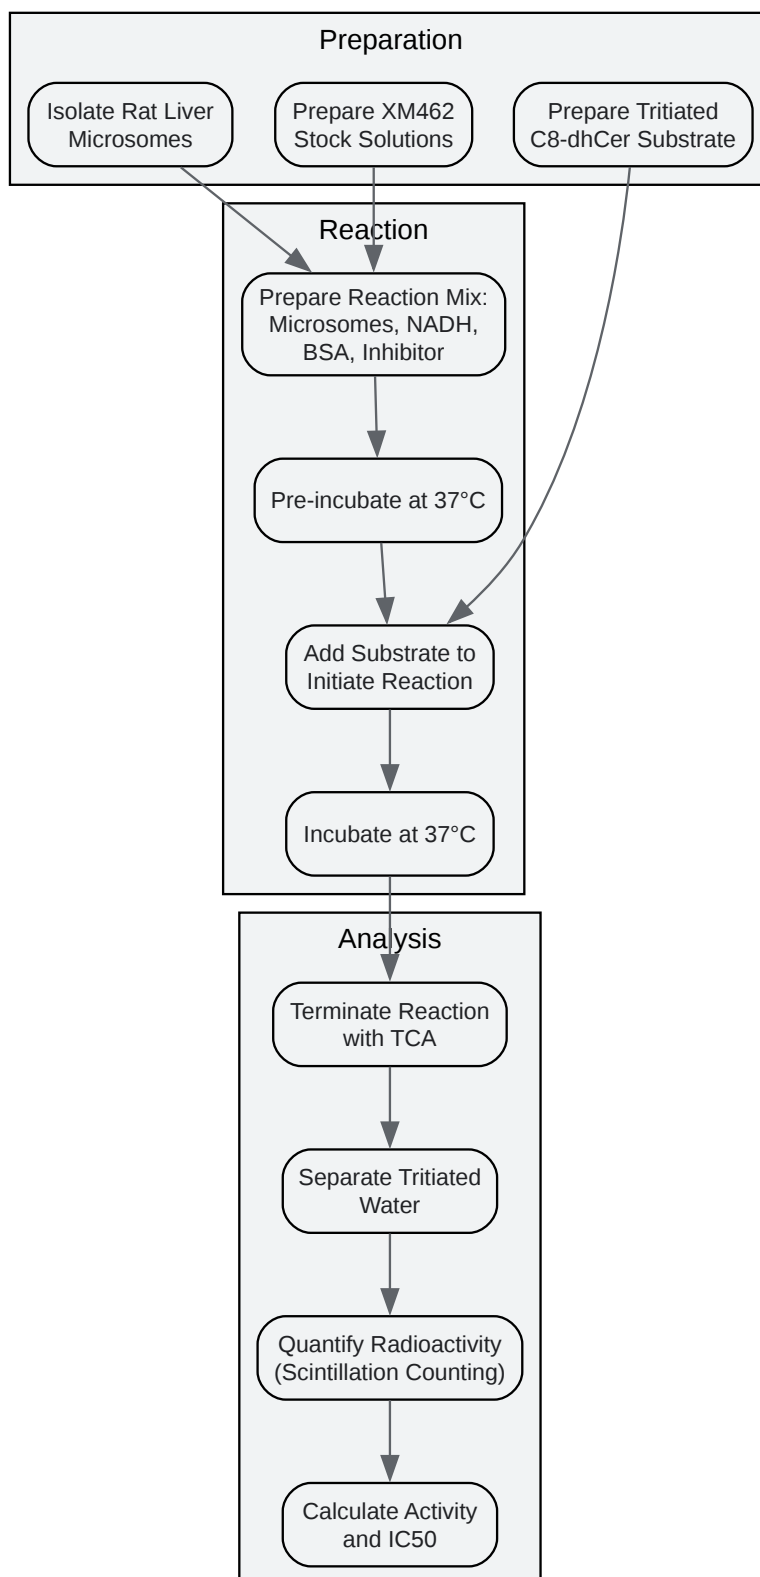 Preparation
Isolate Rat Liver
Microsomes
Prepare XM462
Stock Solutions
Prepare Tritiated
C8-dhCer Substrate
Reaction
Prepare Reaction Mix:
Microsomes, NADH,
BSA, Inhibitor
Pre-incubate at 37°C
Add Substrate to
Initiate Reaction
Incubate at 37°C
Analysis
Terminate Reaction
with TCA
Separate Tritiated
Water
Quantify Radioactivity
(Scintillation Counting)
Calculate Activity
and IC50